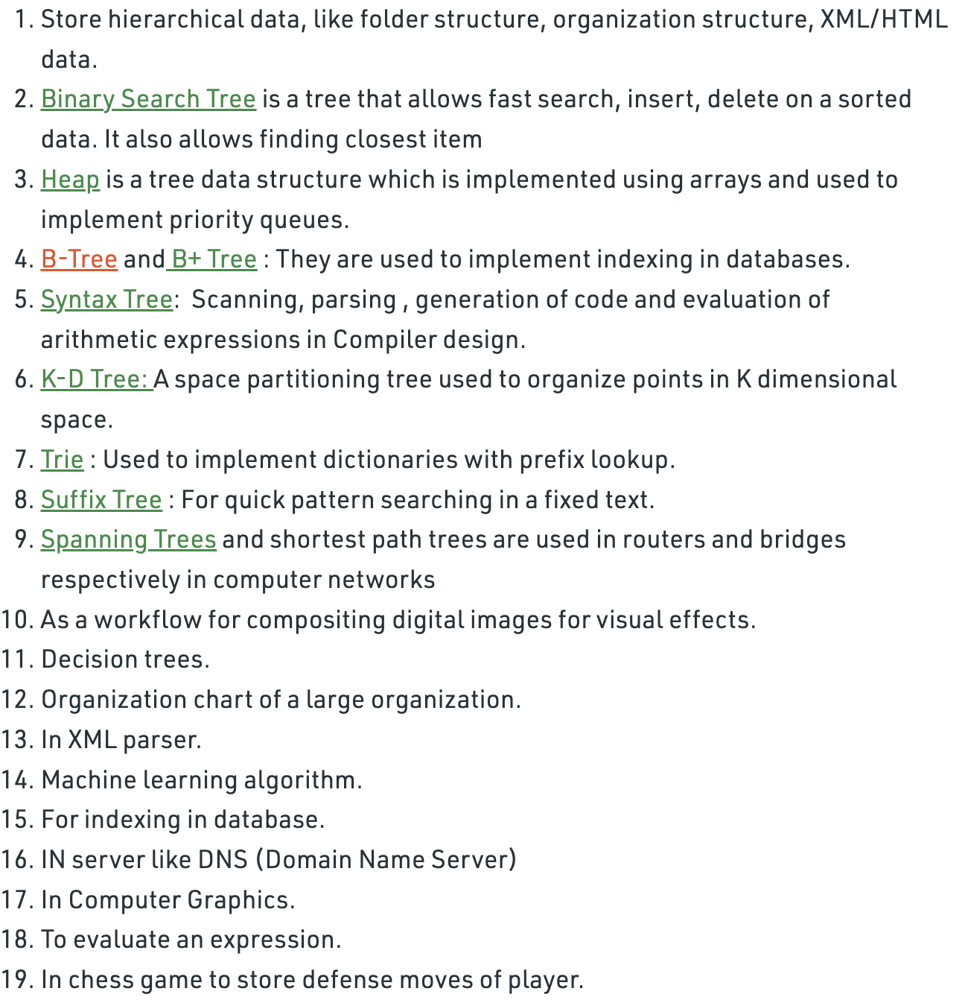 1. Store hierarchical data, like folder structure, organization structure, XML/HTML
data.
2. Binary Search Tree is a tree that allows fast search, insert, delete on a sorted
data. It also allows finding closest item
3. Heap is a tree data structure which is implemented using arrays and used to
implement priority queues.
4. B-Tree and B+ Tree : They are used to implement indexing in databases.
5. Syntax Tree:  Scanning, parsing , generation of code and evaluation of
arithmetic expressions in Compiler design.
6. K-D Tree: A space partitioning tree used to organize points in K dimensional
space.
7. Trie : Used to implement dictionaries with prefix lookup.
8. Suffix Tree : For quick pattern searching in a fixed text.
9. Spanning Trees and shortest path trees are used in routers and bridges
respectively in computer networks
10. As a workflow for compositing digital images for visual effects.
11. Decision trees.
12. Organization chart of a large organization.
13. In XML parser.
14. Machine learning algorithm.
15. For indexing in database.
16. IN server like DNS (Domain Name Server)
17. In Computer Graphics.
18. To evaluate an expression.
19. In chess game to store defense moves of player.